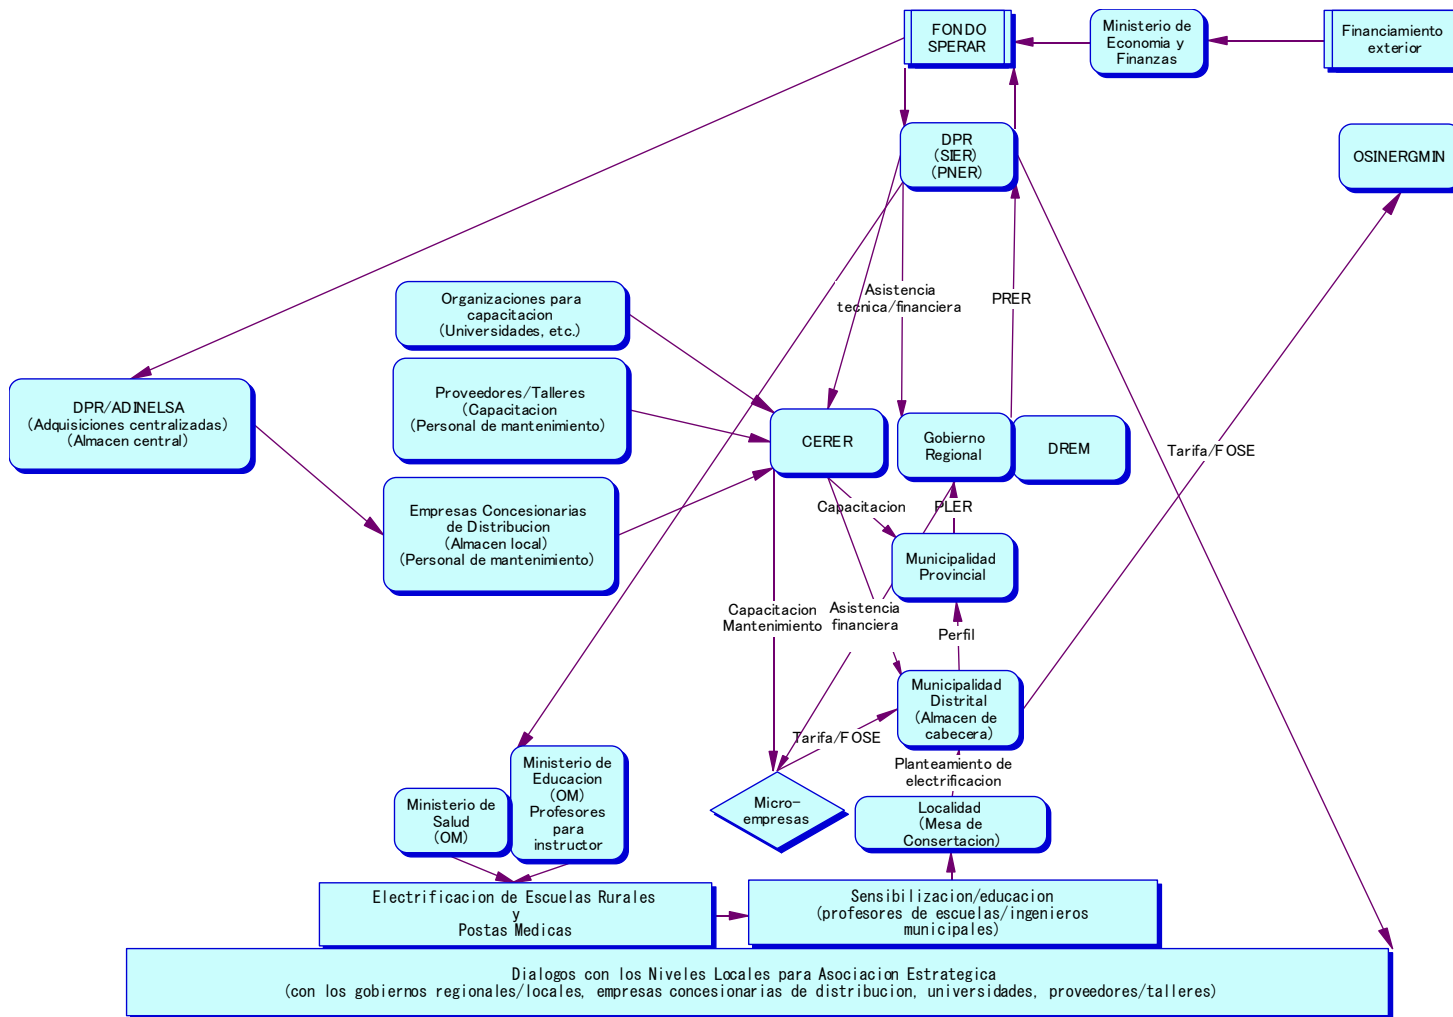 FONDO
SPERAR
Ministerio de
Economia y
Finanzas
Financiamiento
exterior
DPR
(SIER)
(PNER)
OSINERGMIN
Asistencia
tecnica/financiera
PRER
Organizaciones para
capacitacion
(Universidades, etc.)
Proveedores/Talleres
(Capacitacion
(Personal de mantenimiento)
DPR/ADINELSA
(Adquisiciones centralizadas)
(Almacen central)
CERER
Gobierno
Regional
DREM
Tarifa/FOSE
Empresas Concesionarias
de Distribucion
(Almacen local)
(Personal de mantenimiento)
Capacitacion
PLER
Municipalidad
Provincial
Capacitacion
Mantenimiento
Asistencia
financiera
Perfil
Municipalidad
Distrital
(Almacen de
cabecera)
Tarifa/FOSE
Planteamiento de
electrificacion
Ministerio de
Educacion
(OM)
Profesores
para
instructor
Ministerio de
Salud
(OM)
Micro-
empresas
Localidad
(Mesa de
Consertacion)
Electrificacion de Escuelas Rurales
y
Postas Medicas
Sensibilizacion/educacion
(profesores de escuelas/ingenieros
municipales)
Dialogos con los Niveles Locales para Asociacion Estrategica
(con los gobiernos regionales/locales, empresas concesionarias de distribucion, universidades, proveedores/talleres)